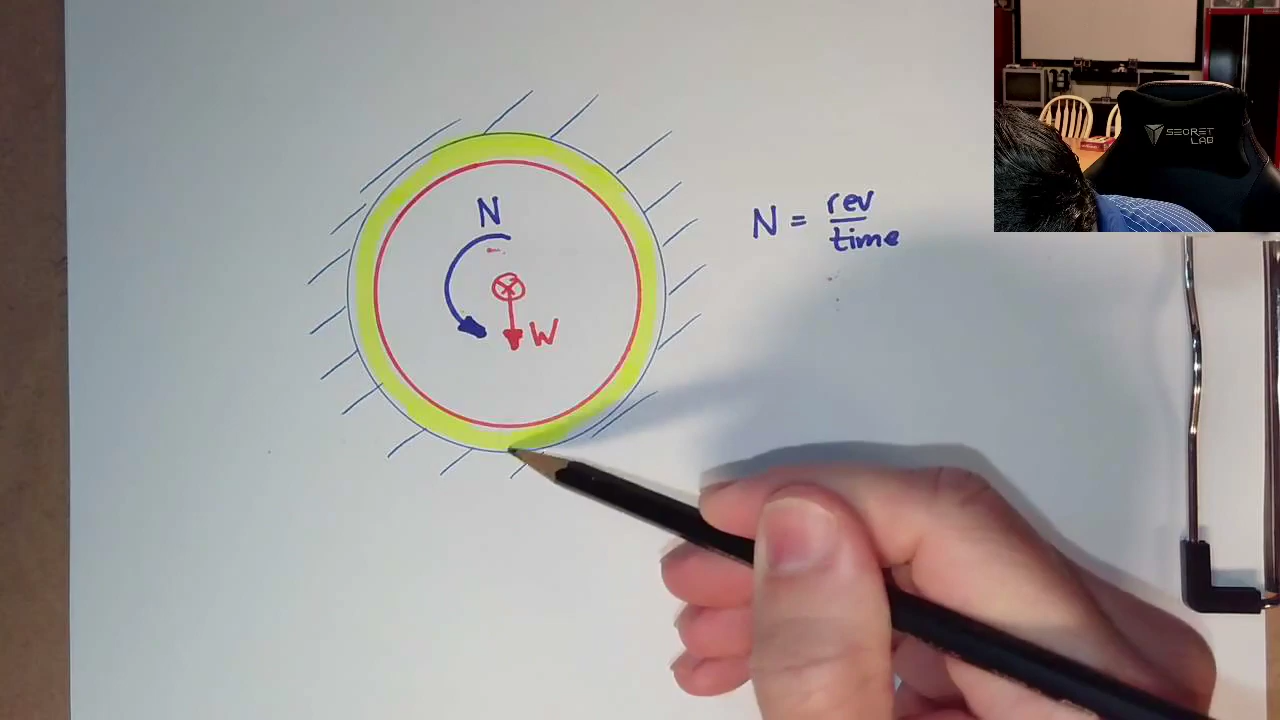 N
W
N = rev
time
SECRET
LAB